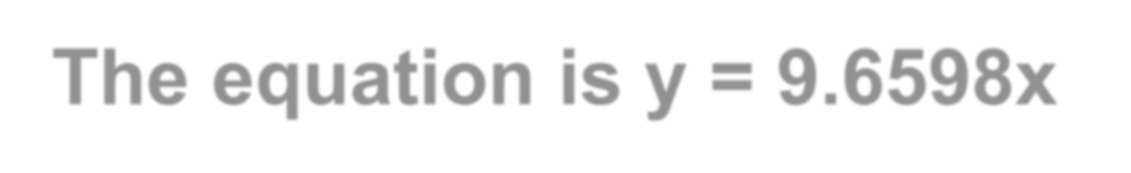 The equation is y = 9.6598x